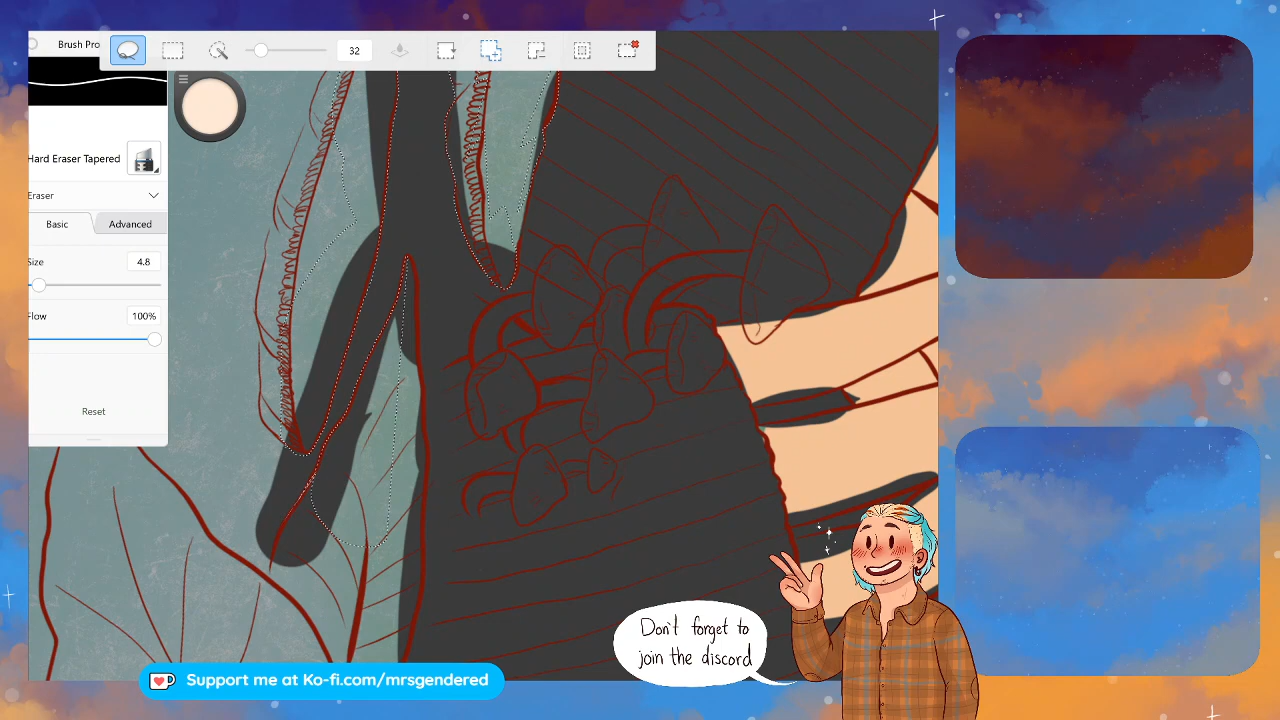 Brush Pro
32
Hard Eraser Tapered
Eraser
Basic
Advanced
Size
4.8
Flow
100%
Reset
Don't forget to
join the discord
Support me at Ko-fi.com/mrsgendered